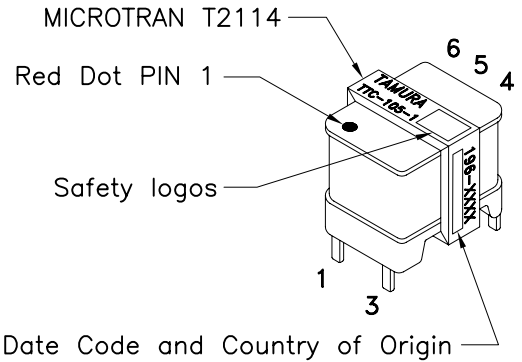 MICROTRAN T2114
Red Dot PIN 1
Safety logos
Date Code and Country of Origin
TAMURA
TTC-105-1
196-XXXX
6
5
4
1
3